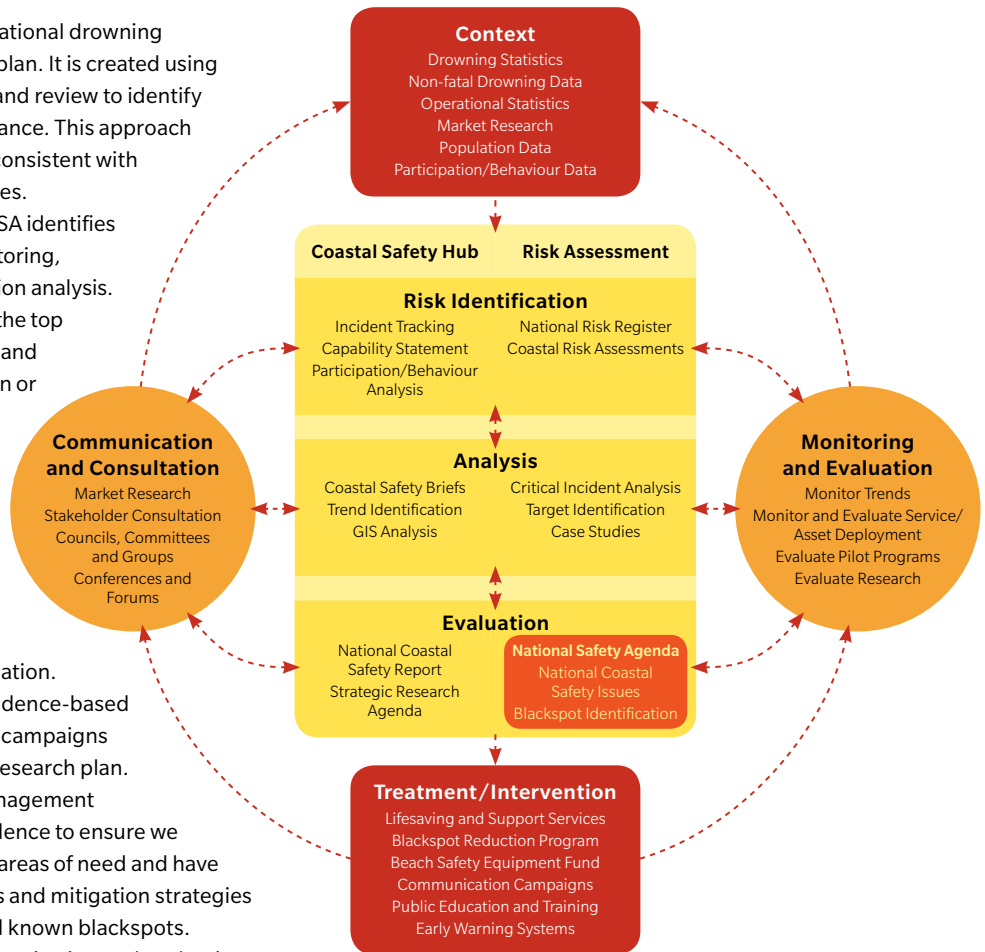 ational drowning
plan. It is created using
and review to identify
ance. This approach
consistent with
es.
SA identifies
toring,
ion analysis.
the top
and
n or
ation.
idence-based
campaigns
esearch plan.
nagement
dence to ensure we
areas of need and have
s and mitigation strategies
d known blackspots.
Context
Drowning Statistics
Non-fatal Drowning Data
Operational Statistics
Market Research
Population Data
Participation/Behaviour Data
Coastal Safety Hub
Risk Assessment
Risk Identification
Incident Tracking
Capability Statement
Participation/Behaviour
Analysis
National Risk Register
Coastal Risk Assessments
Communication
and Consultation
Market Research
Stakeholder Consultation
Councils, Committees
and Groups
Conferences and
Forums
Analysis
Coastal Safety Briefs
Trend Identification
GIS Analysis
Critical Incident Analysis
Target Identification
Case Studies
Monitoring
and Evaluation
Monitor Trends
Monitor and Evaluate Service/
Asset Deployment
Evaluate Pilot Programs
Evaluate Research
Evaluation
National Coastal
Safety Report
Strategic Research
Agenda
National Safety Agenda
National Coastal
Safety Issues
Blackspot Identification
Treatment/Intervention
Lifesaving and Support Services
Blackspot Reduction Program
Beach Safety Equipment Fund
Communication Campaigns
Public Education and Training
Early Warning Systems